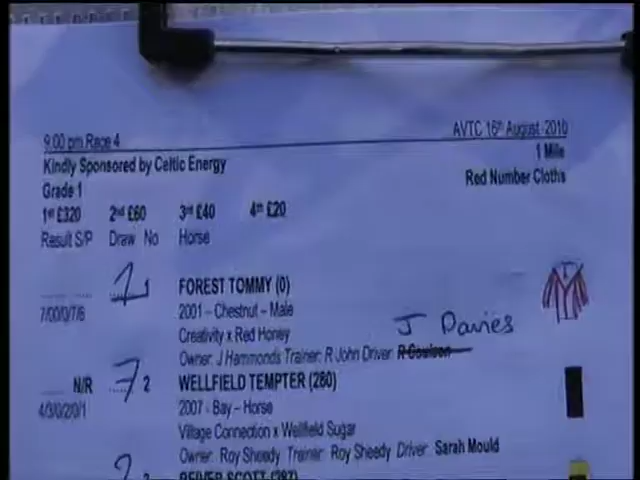 9.00 pm Race 4 AVTC 16th August 2010
Kindly Sponsored by Celtic Energy 1 Mile
Grade 1 Red Number Cloths
1st £320 2nd £60 3rd £40 4th £20
Result S/P Draw No Horse
FOREST TOMMY (0)
7/0/0/7/6 2001 – Chestnut – Male
Creativity x Red Honey J Davies
Owner: J Hammonds Trainer: R John Driver: R Coulson
N/R 7 2 WELLFIELD TEMPTER (280)
4/3/0/2/0/1 2007 - Bay – Horse
Village Connection x Wellfield Sugar
Owner: Roy Sheedy Trainer: Roy Sheedy Driver: Sarah Mould
REIVER SCOTT